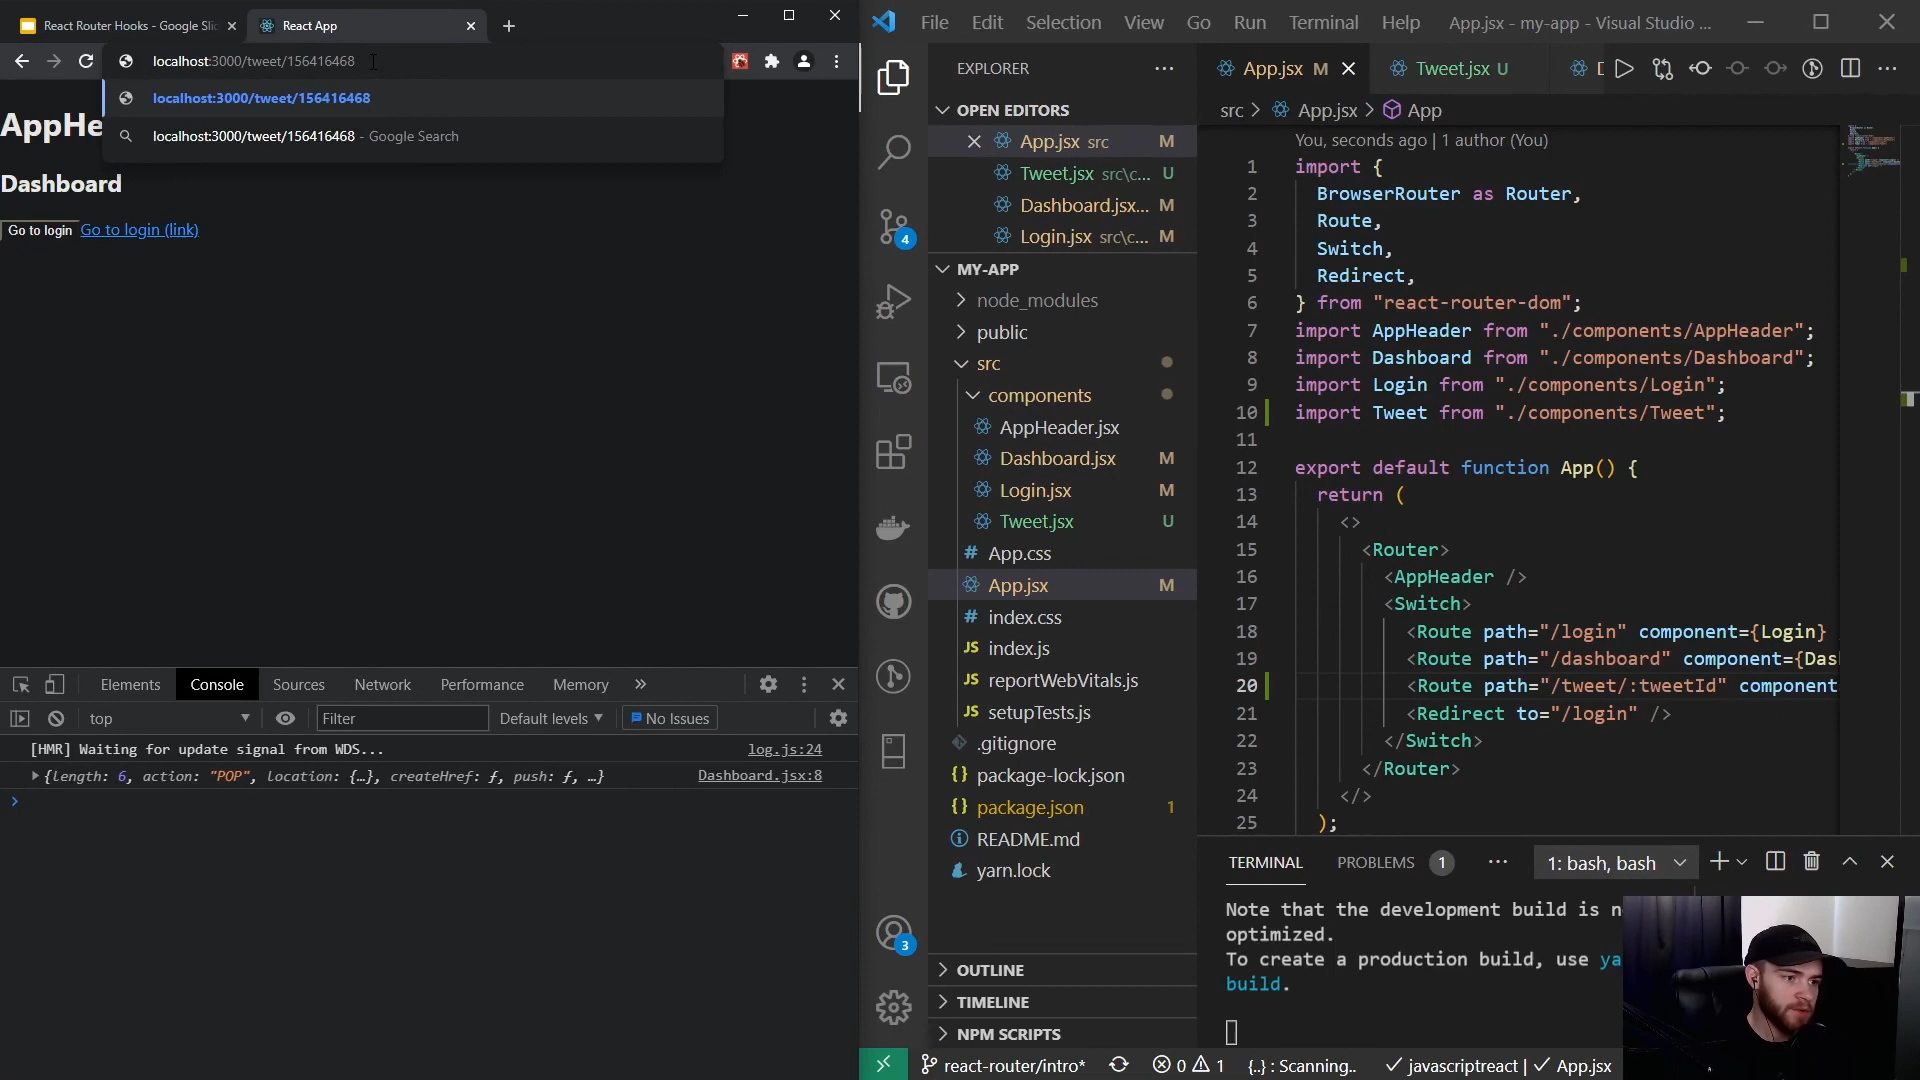 React Router Hooks - Google Slic
React App
localhost:3000/tweet/156416468
localhost:3000/tweet/156416468
localhost:3000/tweet/156416468 - Google Search
AppHe
Dashboard
Go to login Go to login (link)
Elements Console Sources Network Performance Memory »
top Filter Default levels ▼ No Issues
[HMR] Waiting for update signal from WDS... log.js:24
{length: 6, action: "POP", location: {…}, createHref: ƒ, push: ƒ, …} Dashboard.jsx:8
File Edit Selection View Go Run Terminal Help App.jsx - my-app - Visual Studio ...
EXPLORER
OPEN EDITORS
App.jsx src M
Tweet.jsx src\c... U
Dashboard.jsx... M
Login.jsx src\c... M
MY-APP
node_modules
public
src
components
AppHeader.jsx
Dashboard.jsx M
Login.jsx M
Tweet.jsx U
# App.css
App.jsx M
# index.css
JS index.js
JS reportWebVitals.js
JS setupTests.js
.gitignore
{} package-lock.json
{} package.json 1
README.md
yarn.lock
OUTLINE
TIMELINE
NPM SCRIPTS
4
3
App.jsx M Tweet.jsx U D
src > App.jsx > App
You, seconds ago | 1 author (You)
1 import {
2 BrowserRouter as Router,
3 Route,
4 Switch,
5 Redirect,
6 } from "react-router-dom";
7 import AppHeader from "./components/AppHeader";
8 import Dashboard from "./components/Dashboard";
9 import Login from "./components/Login";
10 import Tweet from "./components/Tweet";
11
12 export default function App() {
13 return (
14 <>
15 <Router>
16 <AppHeader />
17 <Switch>
18 <Route path="/login" component={Login}
19 <Route path="/dashboard" component={Das
20 <Route path="/tweet/:tweetId" component
21 <Redirect to="/login" />
22 </Switch>
23 </Router>
24 </>
25 );
TERMINAL PROBLEMS 1 ... 1: bash, bash
Note that the development build is n
optimized.
To create a production build, use ya
build.
react-router/intro* 0 1 {..} : Scanning.. ✓ javascriptreact | ✓ App.jsx